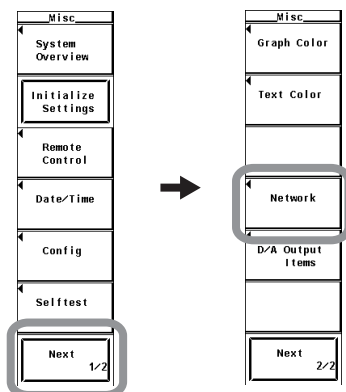 Misc
System
Overview
Initialize
Settings
Remote
Control
Date/Time
Config
Selftest
Next
1/2
Misc
Graph Color
Text Color
Network
D/A Output
Items
Next
2/2